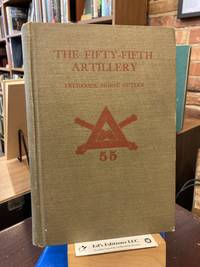 THE FIFTY-FIFTH
ARTILLERY
FREDERICK MORSE CUTLER
55
Ed's Editions LLC